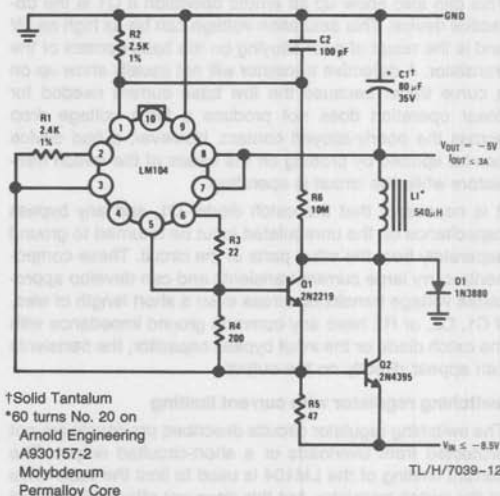 GND
R2
2.5K
1%
C2
100 pF
C1†
80 µF
35V
+
R1
2.4K
1%
10
1
9
2
8
LM104
3
7
4
6
5
VOUT = −5V
IOUT ≤ 3A
R6
10M
L1*
540µH
R3
22
Q1
2N2219
D1
1N3880
R4
200
Q2
2N4395
R5
47
VIN ≤ −8.5V
TL/H/7039–12
†Solid Tantalum
*60 turns No. 20 on
Arnold Engineering
A930157-2
Molybdenum
Permalloy Core